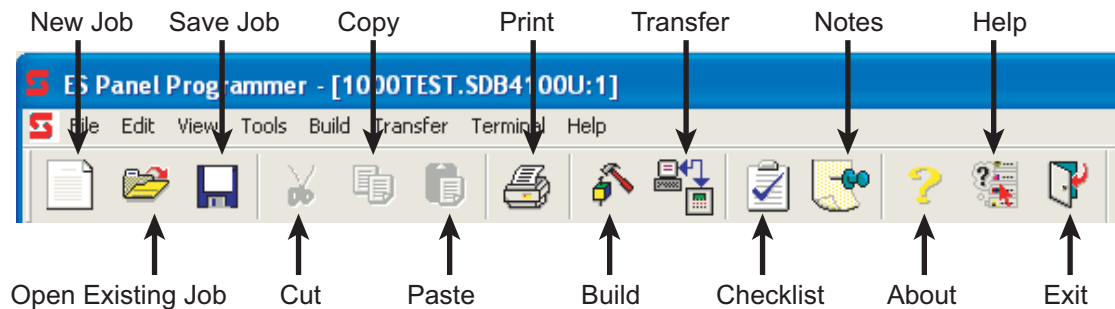 New Job Save Job Copy Print Transfer Notes Help
ES Panel Programmer - [1000TEST.SDB4100U:1]
File Edit View Tools Build Transfer Terminal Help
Open Existing Job Cut Paste Build Checklist About Exit